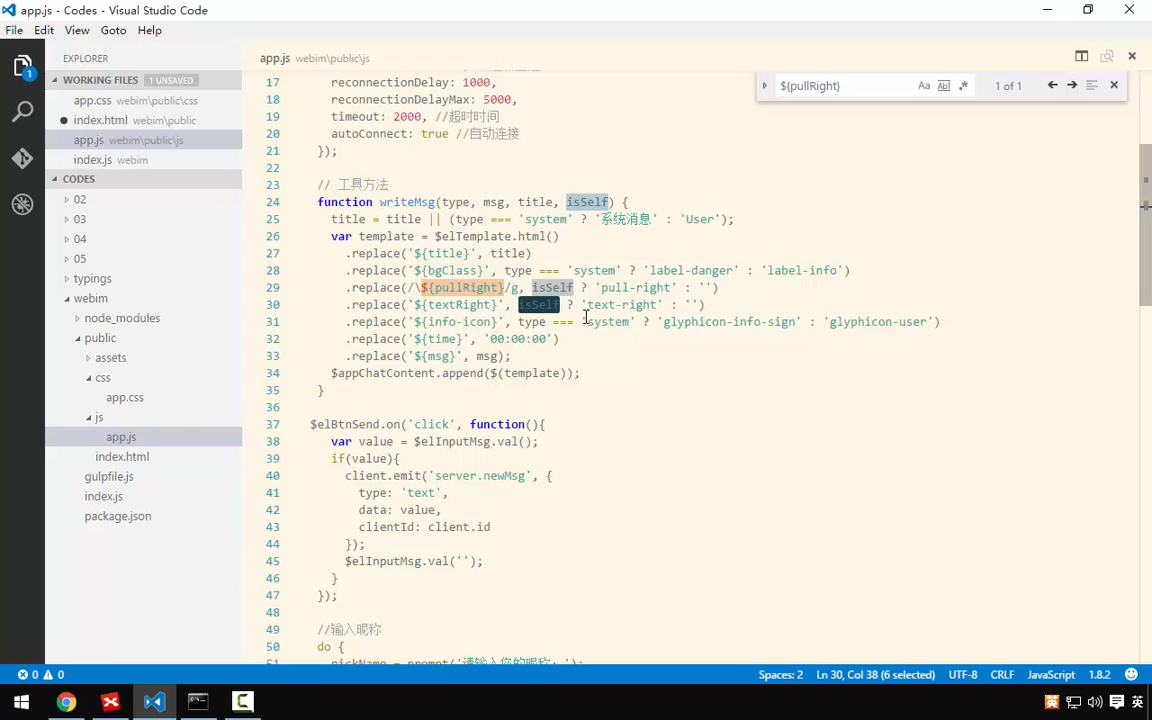 app.js - Codes - Visual Studio Code
File Edit View Goto Help
EXPLORER
WORKING FILES 1 UNSAVED
app.css webim\public\css
index.html webim\public
app.js webim\public\js
index.js webim
CODES
02
03
04
05
typings
webim
node_modules
public
assets
css
app.css
js
app.js
index.html
gulpfile.js
index.js
package.json
1
app.js webim\public\js
${pullRight} Aa Abl .* 1 of 1
17 reconnectionDelay: 1000,
18 reconnectionDelayMax: 5000,
19 timeout: 2000, //超时时间
20 autoConnect: true //自动连接
21 });
22
23 // 工具方法
24 function writeMsg(type, msg, title, isSelf) {
25 title = title || (type === 'system' ? '系统消息' : 'User');
26 var template = $elTemplate.html()
27 .replace('${title}', title)
28 .replace('${bgClass}', type === 'system' ? 'label-danger' : 'label-info')
29 .replace(/\${pullRight}/g, isSelf ? 'pull-right' : '')
30 .replace('${textRight}', isSelf ? 'text-right' : '')
31 .replace('${info-icon}', type === 'system' ? 'glyphicon-info-sign' : 'glyphicon-user')
32 .replace('${time}', '00:00:00')
33 .replace('${msg}', msg);
34 $appChatContent.append($(template));
35 }
36
37 $elBtnSend.on('click', function(){
38 var value = $elInputMsg.val();
39 if(value){
40 client.emit('server.newMsg', {
41 type: 'text',
42 data: value,
43 clientId: client.id
44 });
45 $elInputMsg.val('');
46 }
47 });
48
49 //输入昵称
50 do {
51 nickName = prompt('请输入您的昵称: ');
0 0
Spaces: 2 Ln 30, Col 38 (6 selected) UTF-8 CRLF JavaScript 1.8.2
英